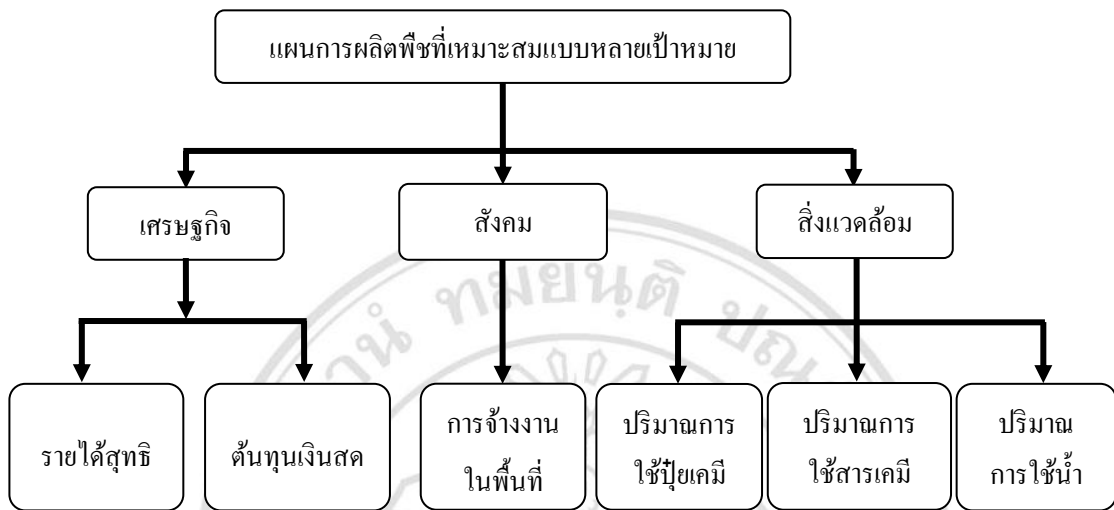 แผนการผลิตพืชที่เหมาะสมแบบหลายเป้าหมาย
เศรษฐกิจ
สังคม
สิ่งแวดล้อม
รายได้สุทธิ
ต้นทุนเงินสด
การจ้างงาน
ในพื้นที่
ปริมาณการ
ใช้ปุ๋ยเคมี
ปริมาณการ
ใช้สารเคมี
ปริมาณ
การใช้น้ำ
ทมยนฺติ